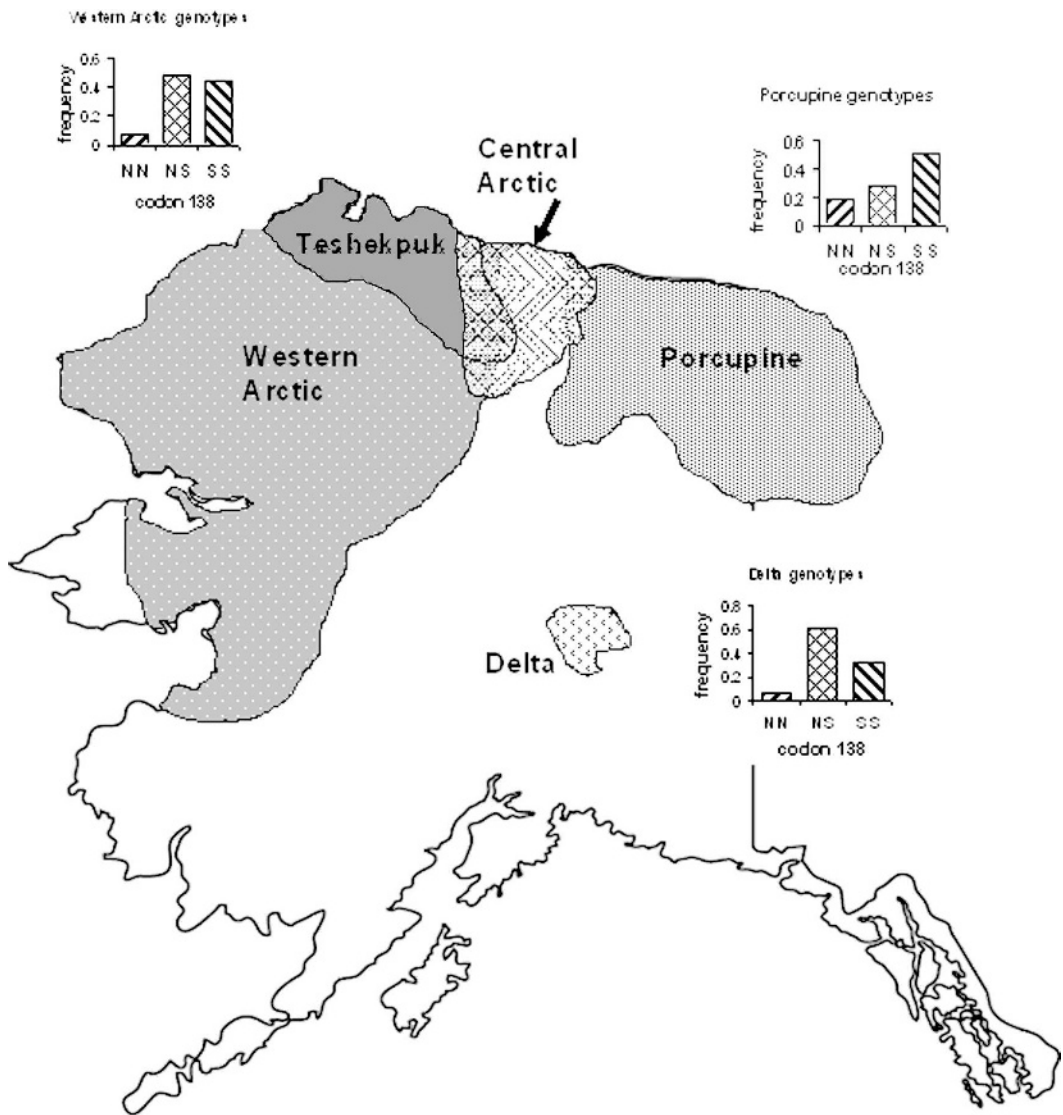 Western Arctic genotypes
frequency
0.6
0.4
0.2
0
NN NS SS
codon 138
Porcupine genotypes
frequency
0.6
0.4
0.2
0
NN NS SS
codon 138
Central
Arctic
Teshekpuk
Western
Arctic
Porcupine
Delta genotypes
frequency
0.8
0.6
0.4
0.2
0
NN NS SS
codon 138
Delta